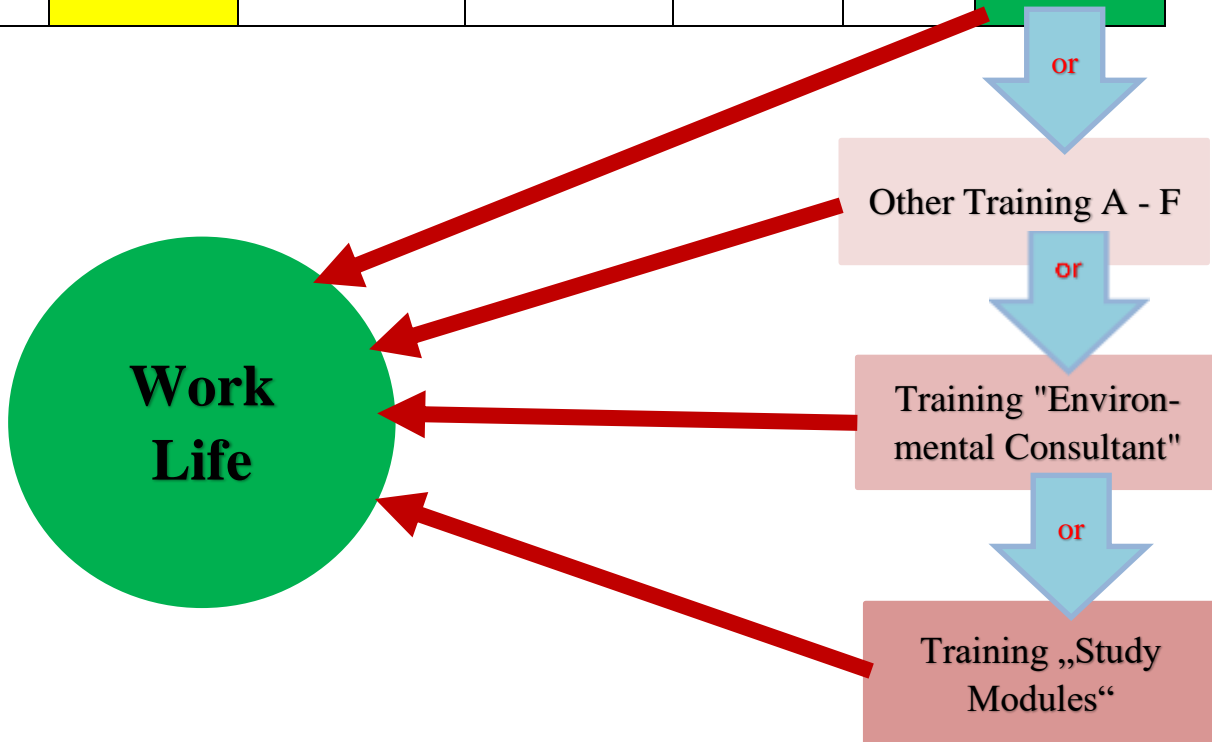 or
Other Training A - F
or
Work
Life
Training "Environ-
mental Consultant"
or
Training „Study
Modules“